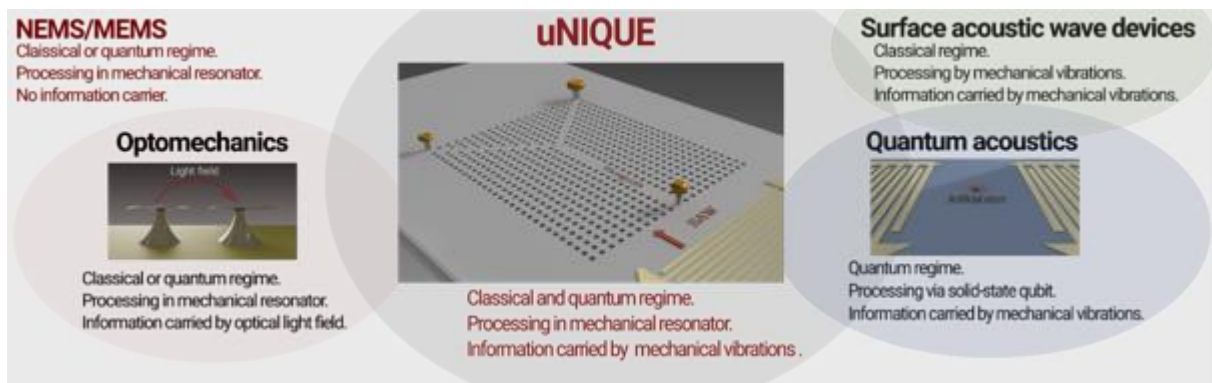 NEMS/MEMS
Claissical or quantum regime.
Processing in mechanical resonator.
No information carrier.
Optomechanics
Light field
Classical or quantum regime.
Processing in mechanical resonator.
Information carried by optical light field.
uNIQUE
SAW
Classical and quantum regime.
Processing in mechanical resonator.
Information carried by mechanical vibrations .
Surface acoustic wave devices
Classical regime.
Processing by mechanical vibrations.
Information carried by mechanical vibrations.
Quantum acoustics
Quantum regime.
Processing via solid-state qubit.
Information carried by mechanical vibrations.